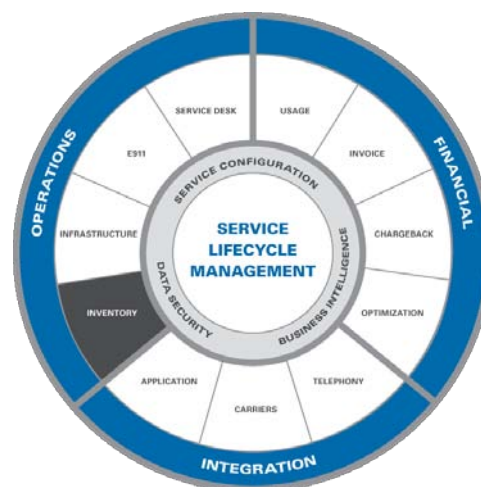 OPERATIONS
FINANCIAL
INTEGRATION
SERVICE DESK
USAGE
E911
INVOICE
INFRASTRUCTURE
CHARGEBACK
INVENTORY
OPTIMIZATION
APPLICATION
CARRIERS
TELEPHONY
SERVICE CONFIGURATION
DATA SECURITY
BUSINESS INTELLIGENCE
SERVICE
LIFECYCLE
MANAGEMENT